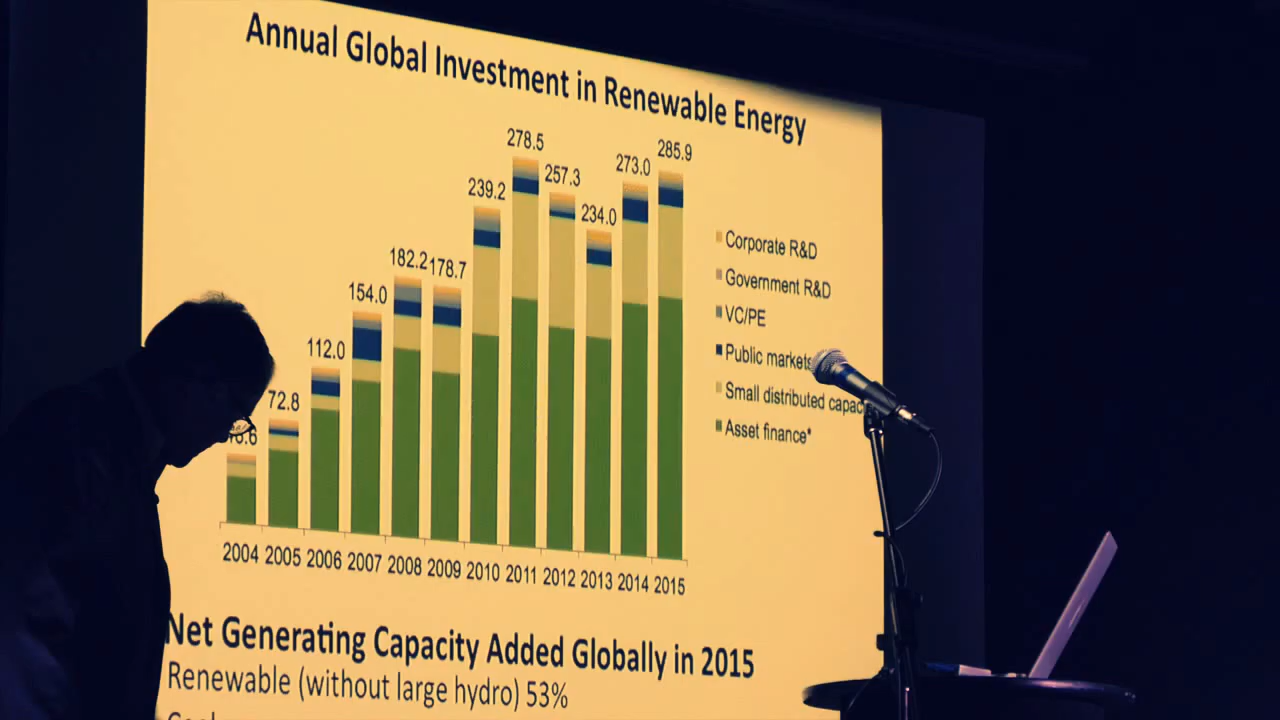 Annual Global Investment in Renewable Energy
278.5
285.9
273.0
257.3
239.2
234.0
182.2 178.7
154.0
112.0
72.8
Corporate R&D
Government R&D
VC/PE
Public markets
Small distributed
Asset finance*
2004 2005 2006 2007 2008 2009 2010 2011 2012 2013 2014 2015
Net Generating Capacity Added Globally in 2015
Renewable (without large hydro) 53%